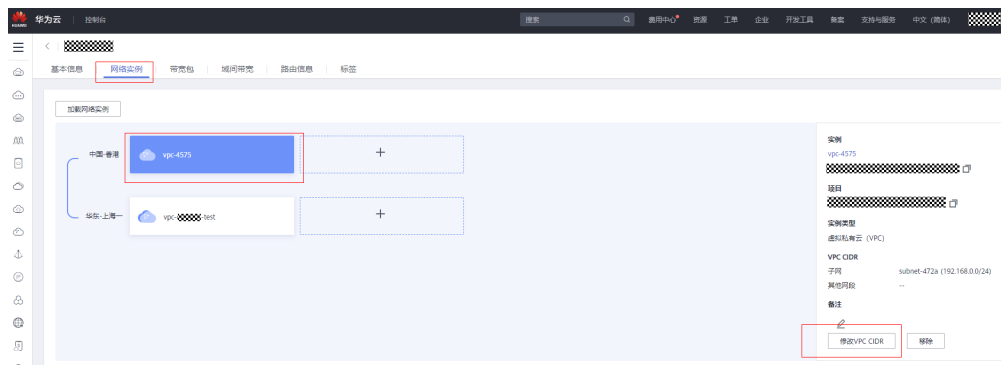 HUAWEI 华为云 控制台 搜索 费用中心 资源 工单 企业 开发工具 备案 支持与服务 中文 (简体)
基本信息 网络实例 带宽包 域间带宽 路由信息 标签
加载网络实例
中国-香港 vpc-4575 +
华东-上海一 vpc- -test +
实例
vpc-4575
项目
实例类型
虚拟私有云 (VPC)
VPC CIDR
子网 subnet-472a (192.168.0.0/24)
其他网段 --
备注
修改VPC CIDR 移除